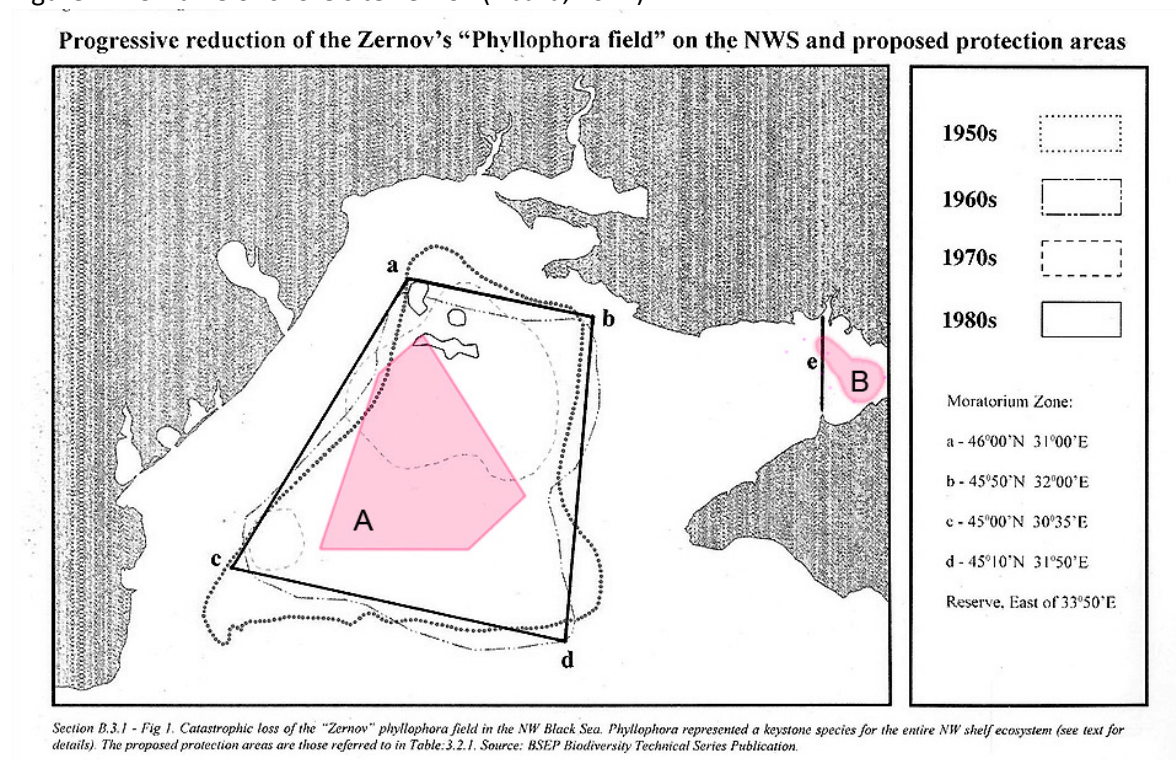 Progressive reduction of the Zernov's "Phyllophora field" on the NWS and proposed protection areas
a
b
c
d
e
A
B
1950s
1960s
1970s
1980s
Moratorium Zone:
a - 46°00'N 31°00'E
b - 45°50'N 32°00'E
c - 45°00'N 30°35'E
d - 45°10'N 31°50'E
Reserve, East of 33°50'E
Section B.3.1 - Fig 1. Catastrophic loss of the "Zernov" phyllophora field in the NW Black Sea. Phyllophora represented a keystone species for the entire NW shelf ecosystem (see text for
details). The proposed protection areas are those referred to in Table:3.2.1. Source: BSEP Biodiversity Technical Series Publication.